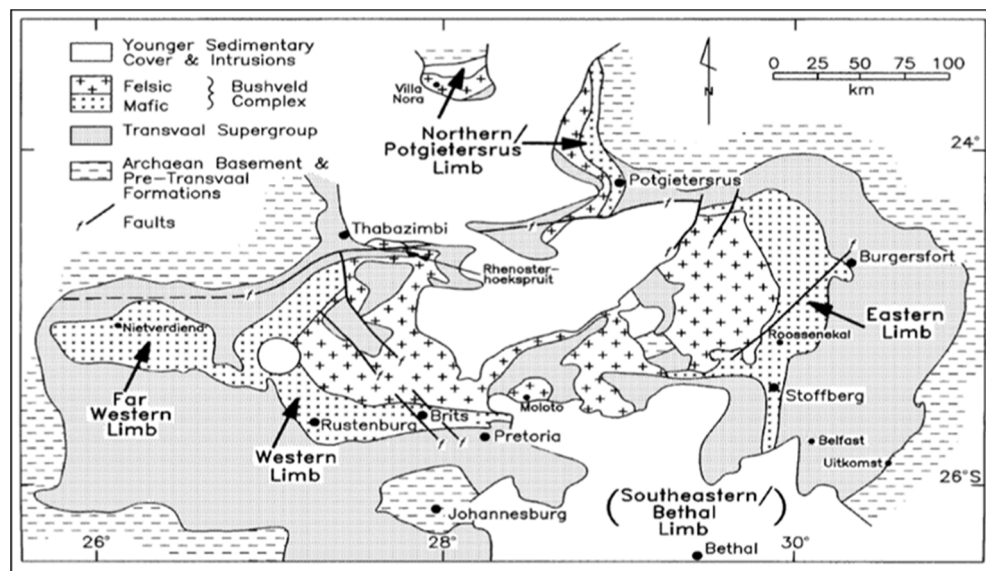 Younger Sedimentary
Cover & Intrusions
Felsic
Mafic
Bushveld
Complex
Transvaal Supergroup
Archaean Basement &
Pre-Transvaal
Formations
Faults
Villa
Nora
Northern/
Potgietersrus
Limb
N
0 25 50 75 100
km
24°
Potgietersrus
Thabazimbi
Rhenoster-
hoekspruit
Burgersfort
Eastern
Limb
Nietverdiend
Roossenekal
Far
Western
Limb
Western
Limb
Rustenburg
Brits
Moloto
Stoffberg
Pretoria
Belfast
Uitkomst
26°S
(Southeastern/
Bethal
Limb)
Johannesburg
Bethal
26°
28°
30°